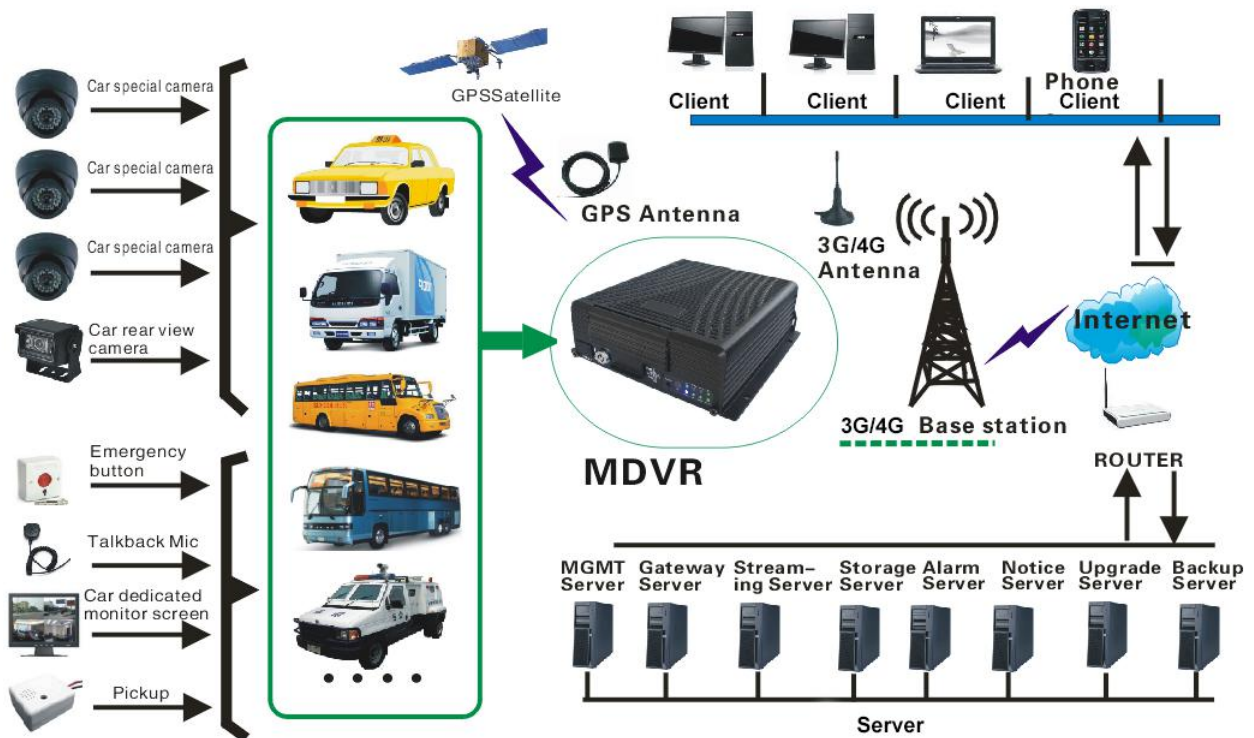 Car special camera
Car special camera
Car special camera
Car rear view
camera
Emergency
button
Talkback Mic
Car dedicated
monitor screen
Pickup
GPSSatellite
GPS Antenna
3G/4G
Antenna
MDVR
3G/4G Base station
Client
Client
Client
Phone
Client
Internet
ROUTER
MGMT
Server
Gateway
Server
Stream–
ing Server
Storage
Server
Alarm
Server
Notice
Server
Upgrade
Server
Backup
Server
Server